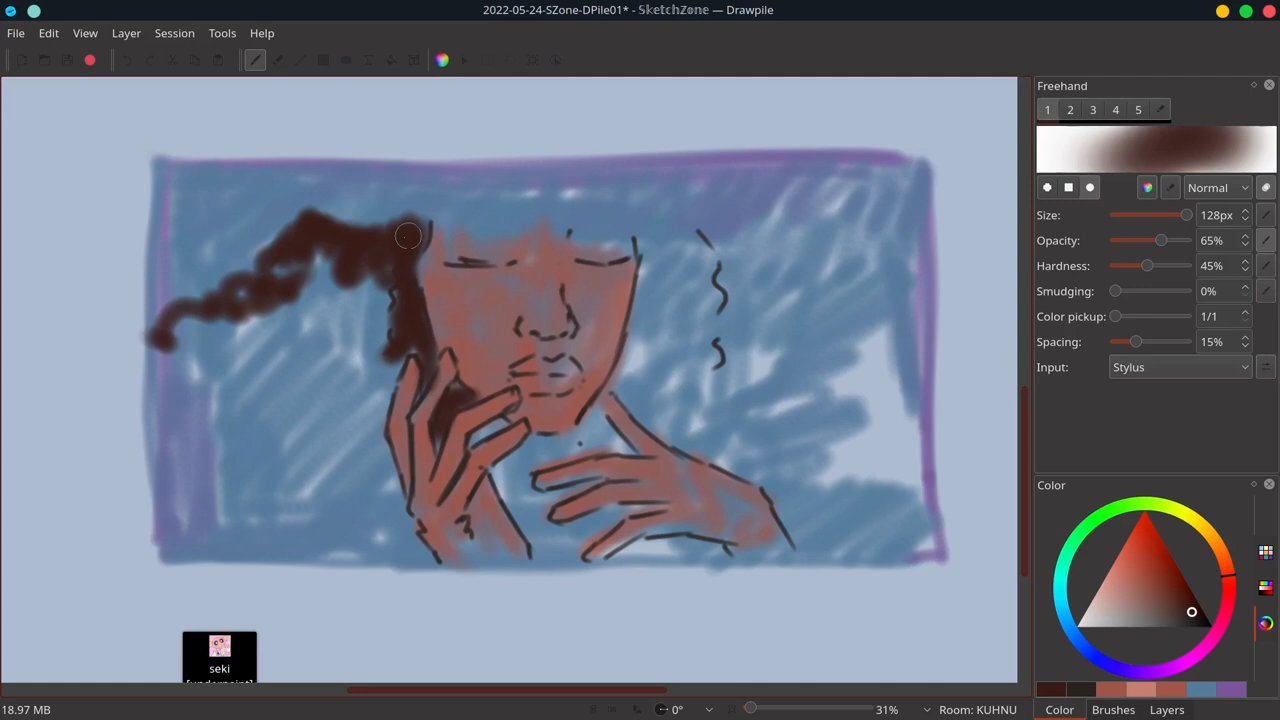 2022-05-24-SZone-DPile01* - SketchZone — Drawpile
File Edit View Layer Session Tools Help
Freehand
1 2 3 4 5
Normal
Size: 128px
Opacity: 65%
Hardness: 45%
Smudging: 0%
Color pickup: 1/1
Spacing: 15%
Input: Stylus
Color
seki
18.97 MB 0° 31% Room: KUHNU Color Brushes Layers